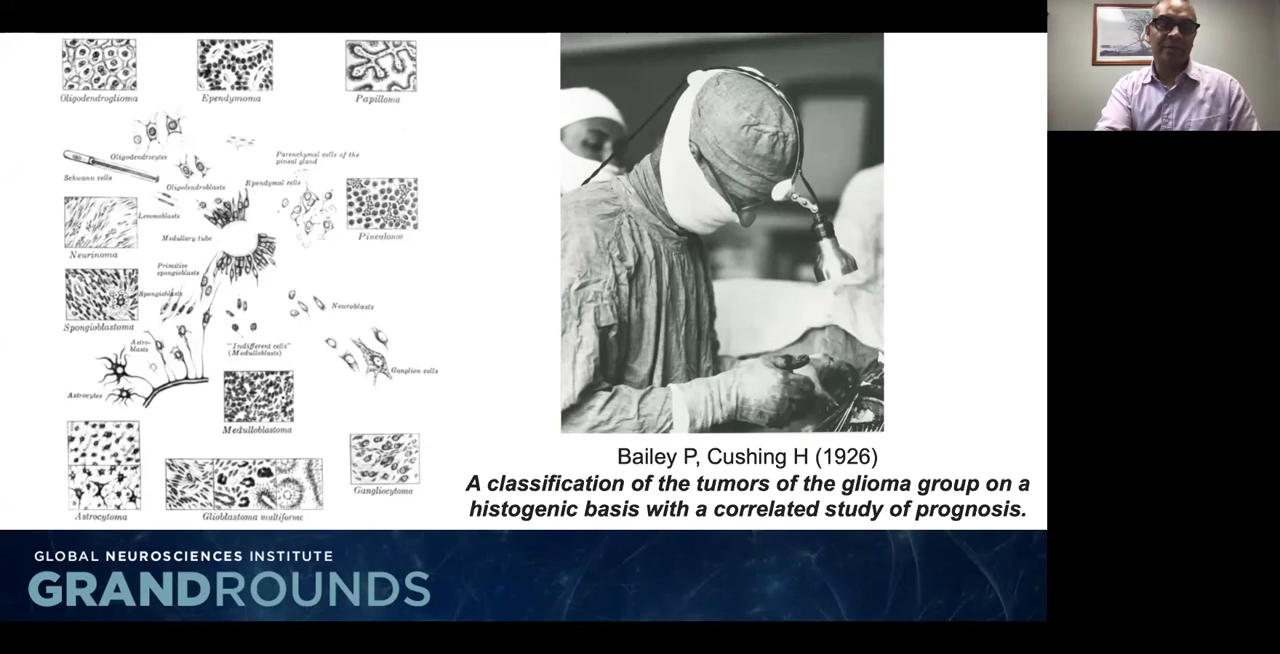 Oligodendroglioma
Ependymoma
Papilloma
Oligodendrocytes
Parenchymal cells of the
pineal gland
Schwann cells
Oligodendroblasts
Ependymal cells
Lemmoblasts
Medullary tube
Pinealoma
Neurinoma
Primitive
spongioblasts
Spongioblasts
Neuroblasts
Spongioblastoma
Astro-
blasts
"Indifferent cells"
(Medulloblasts)
Ganglion cells
Astrocytes
Medulloblastoma
Gangliocytoma
Astrocytoma
Glioblastoma multiforme
Bailey P, Cushing H (1926)
A classification of the tumors of the glioma group on a
histogenic basis with a correlated study of prognosis.
GLOBAL NEUROSCIENCES INSTITUTE
GRANDROUNDS